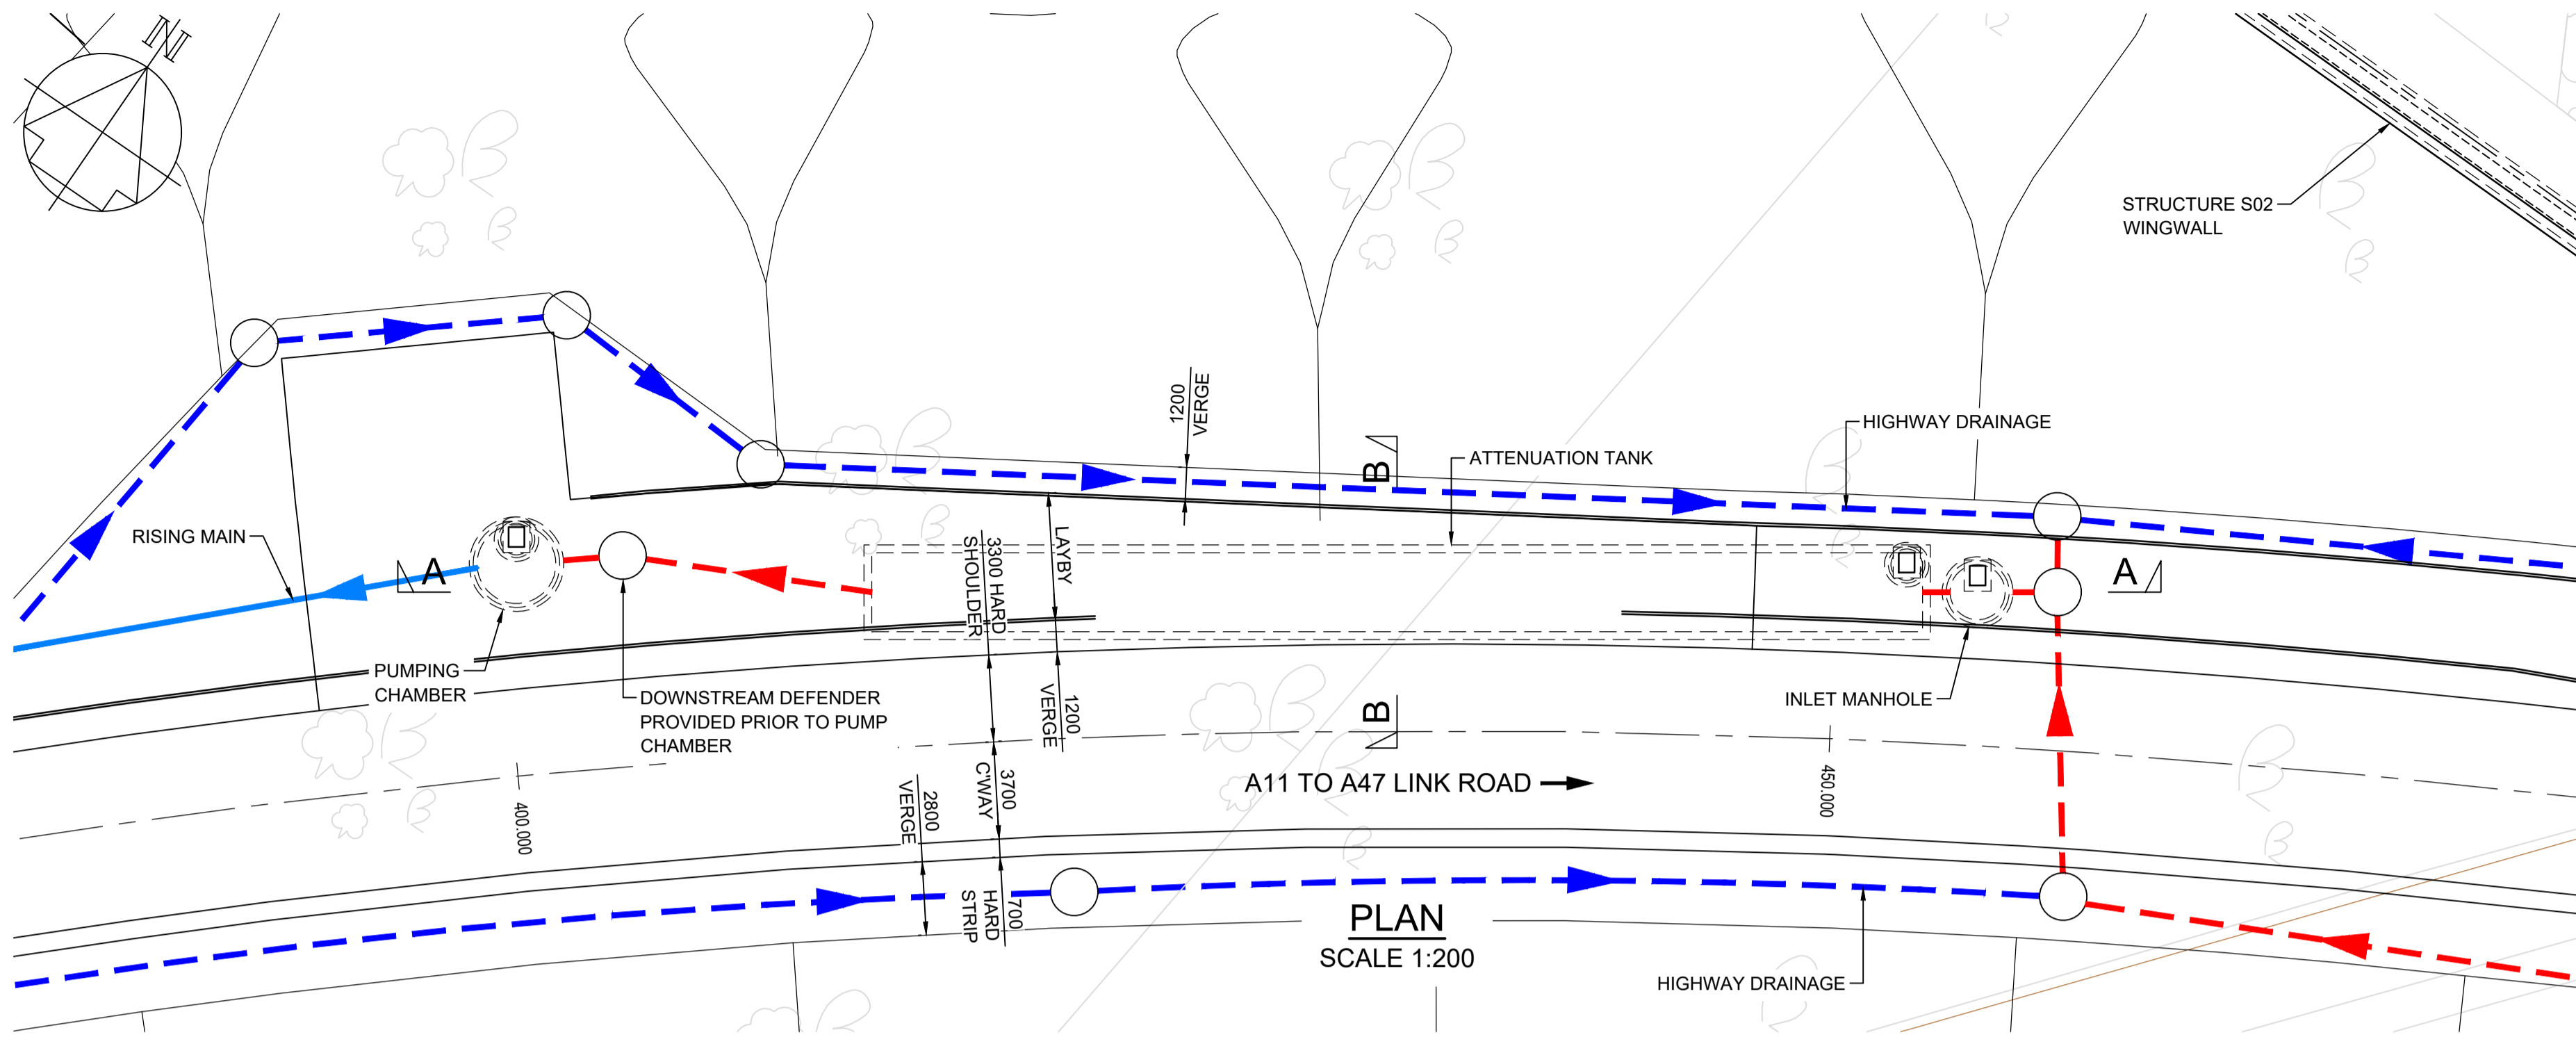 N
STRUCTURE S02
WINGWALL
1200
VERGE
HIGHWAY DRAINAGE
B
ATTENUATION TANK
RISING MAIN
A
LAYBY
3300 HARD
SHOULDER
A
PUMPING
CHAMBER
DOWNSTREAM DEFENDER
PROVIDED PRIOR TO PUMP
CHAMBER
1200
VERGE
INLET MANHOLE
B
A11 TO A47 LINK ROAD
3700
C'WAY
2800
VERGE
400.000
450.000
700
HARD
STRIP
PLAN
SCALE 1:200
HIGHWAY DRAINAGE